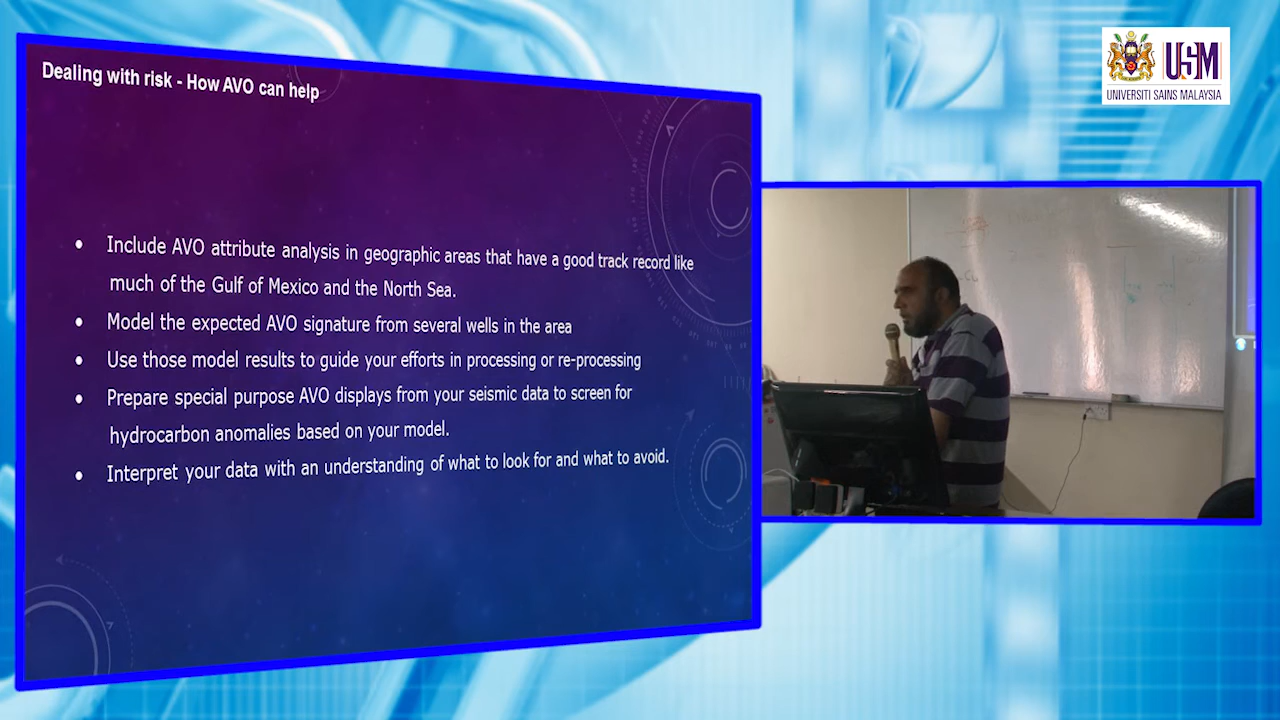 Dealing with risk - How AVO can help
• Include AVO attribute analysis in geographic areas that have a good track record like
much of the Gulf of Mexico and the North Sea.
• Model the expected AVO signature from several wells in the area
• Use those model results to guide your efforts in processing or re-processing
• Prepare special purpose AVO displays from your seismic data to screen for
hydrocarbon anomalies based on your model.
• Interpret your data with an understanding of what to look for and what to avoid.
USM
UNIVERSITI SAINS MALAYSIA